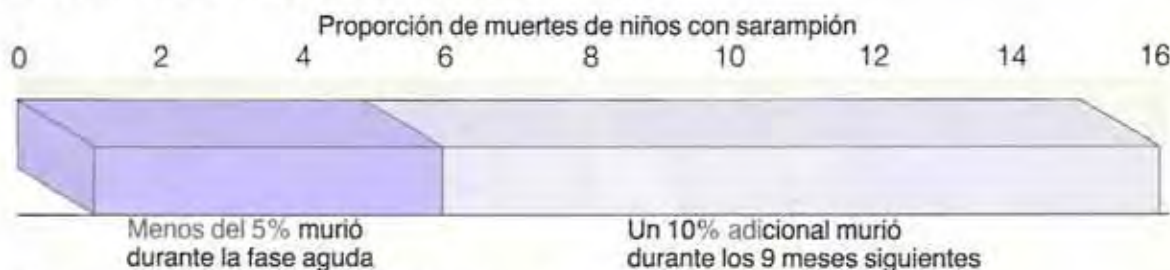 Proporción de muertes de niños con sarampión
0 2 4 6 8 10 12 14 16
Menos del 5% murió
durante la fase aguda
Un 10% adicional murió
durante los 9 meses siguientes